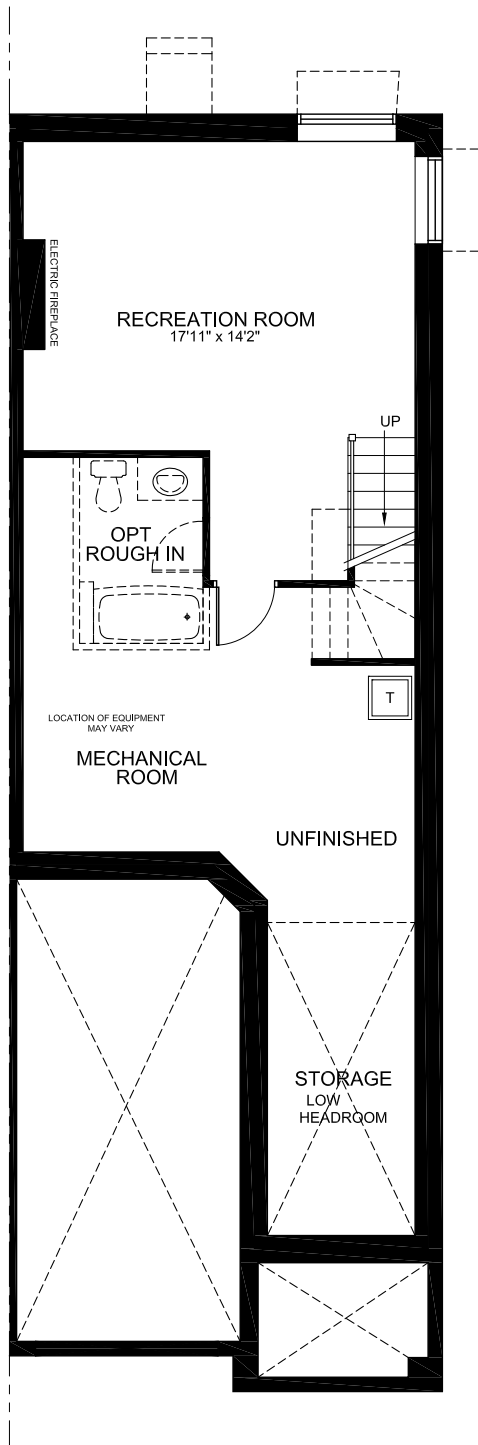 ELECTRIC FIREPLACE
RECREATION ROOM
17'11" x 14'2"
UP
OPT
ROUGH IN
T
LOCATION OF EQUIPMENT
MAY VARY
MECHANICAL
ROOM
UNFINISHED
STORAGE
LOW
HEADROOM